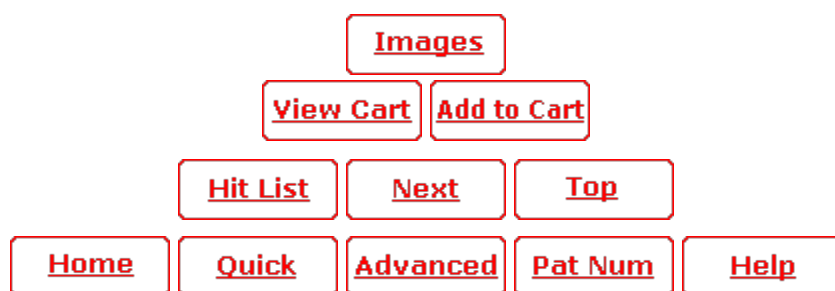 Images
View Cart Add to Cart
Hit List Next Top
Home Quick Advanced Pat Num Help